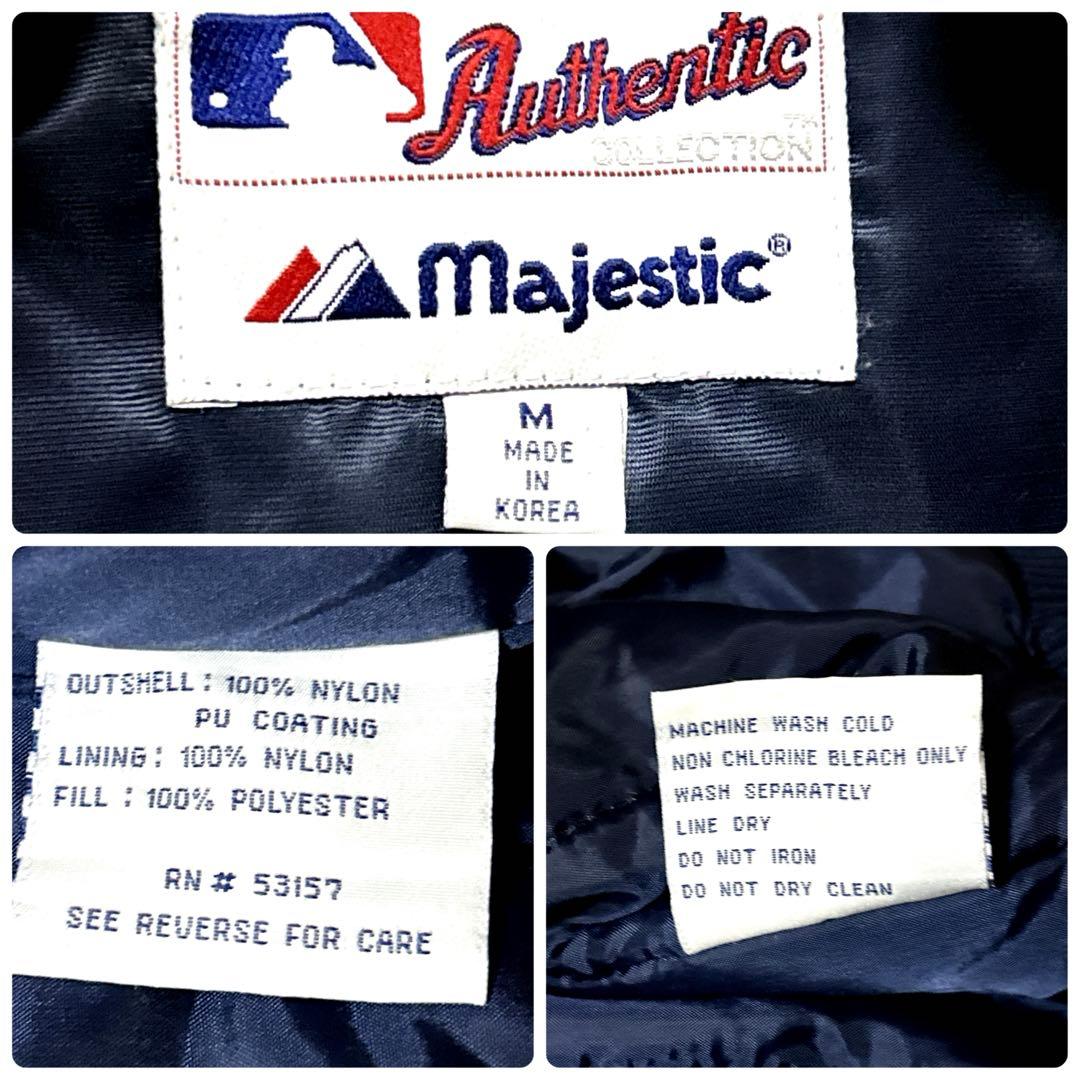 Authentic
COLLECTION™
Majestic®
M
MADE
IN
KOREA
OUTSHELL: 100% NYLON
PU COATING
LINING: 100% NYLON
FILL : 100% POLYESTER
RN # 53157
SEE REVERSE FOR CARE
MACHINE WASH COLD
NON CHLORINE BLEACH ONLY
WASH SEPARATELY
LINE DRY
DO NOT IRON
DO NOT DRY CLEAN